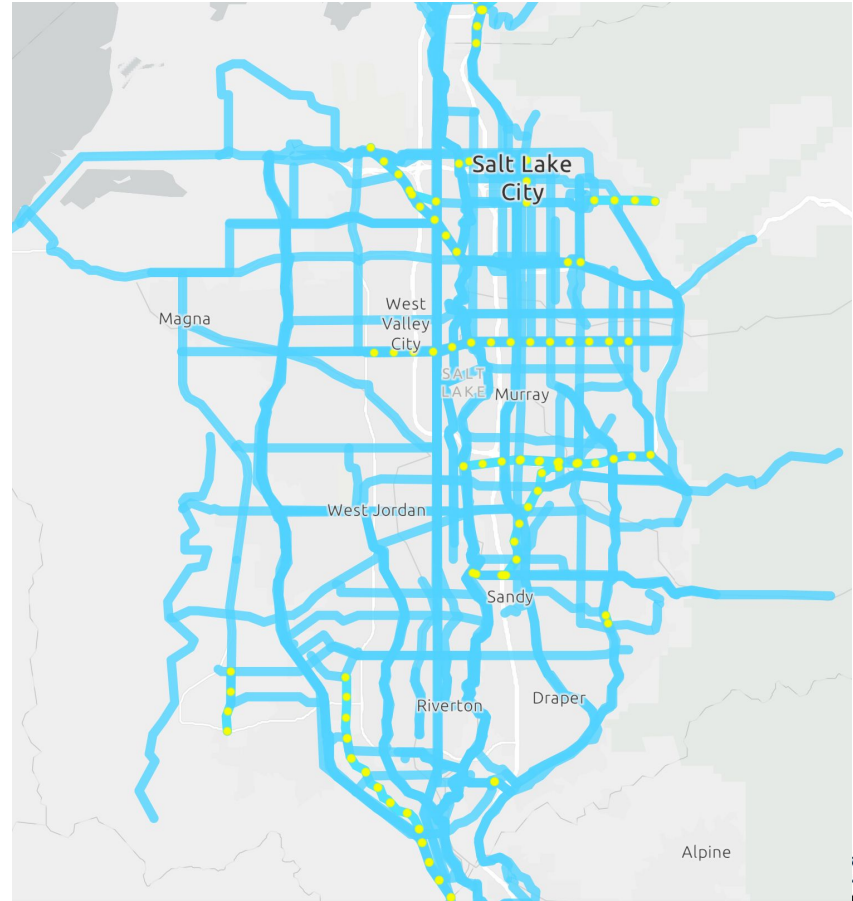 Salt Lake
City
Magna
West
Valley
City
SALT
LAKE
Murray
West Jordan
Sandy
Riverton
Draper
Alpine